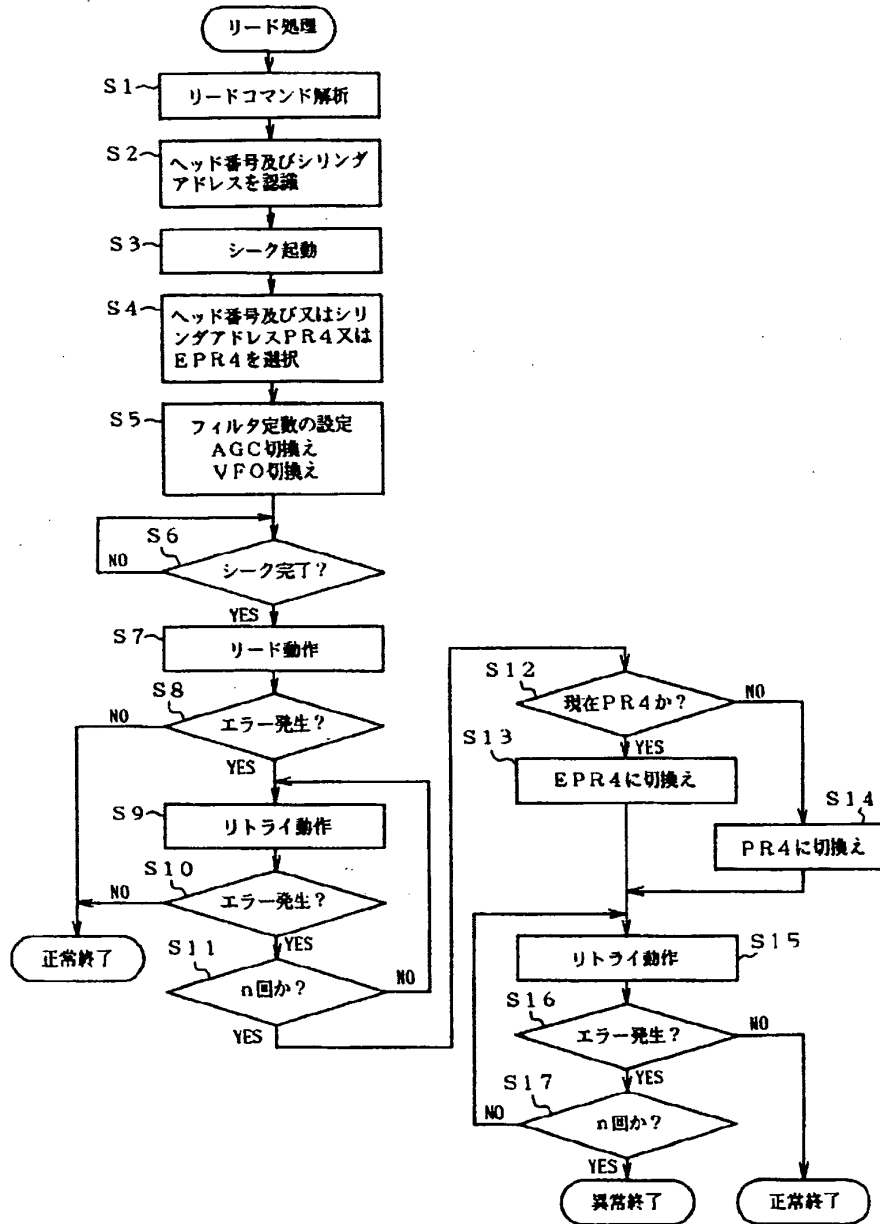 リード処理
S1
リードコマンド解析
S2
ヘッド番号及びシリンダ
アドレスを認識
S3
シーク起動
S4
ヘッド番号及び又はシリ
ンダアドレスPR4又は
EPR4を選択
S5
フィルタ定数の設定
AGC切換え
VFO切換え
S6
シーク完了?
NO
YES
S7
リード動作
S8
エラー発生?
NO
YES
S9
リトライ動作
S10
エラー発生?
NO
YES
正常終了
S11
n回か?
NO
YES
S12
現在PR4か?
NO
YES
S13
EPR4に切換え
S14
PR4に切換え
S15
リトライ動作
S16
エラー発生?
NO
YES
S17
n回か?
NO
YES
異常終了
正常終了